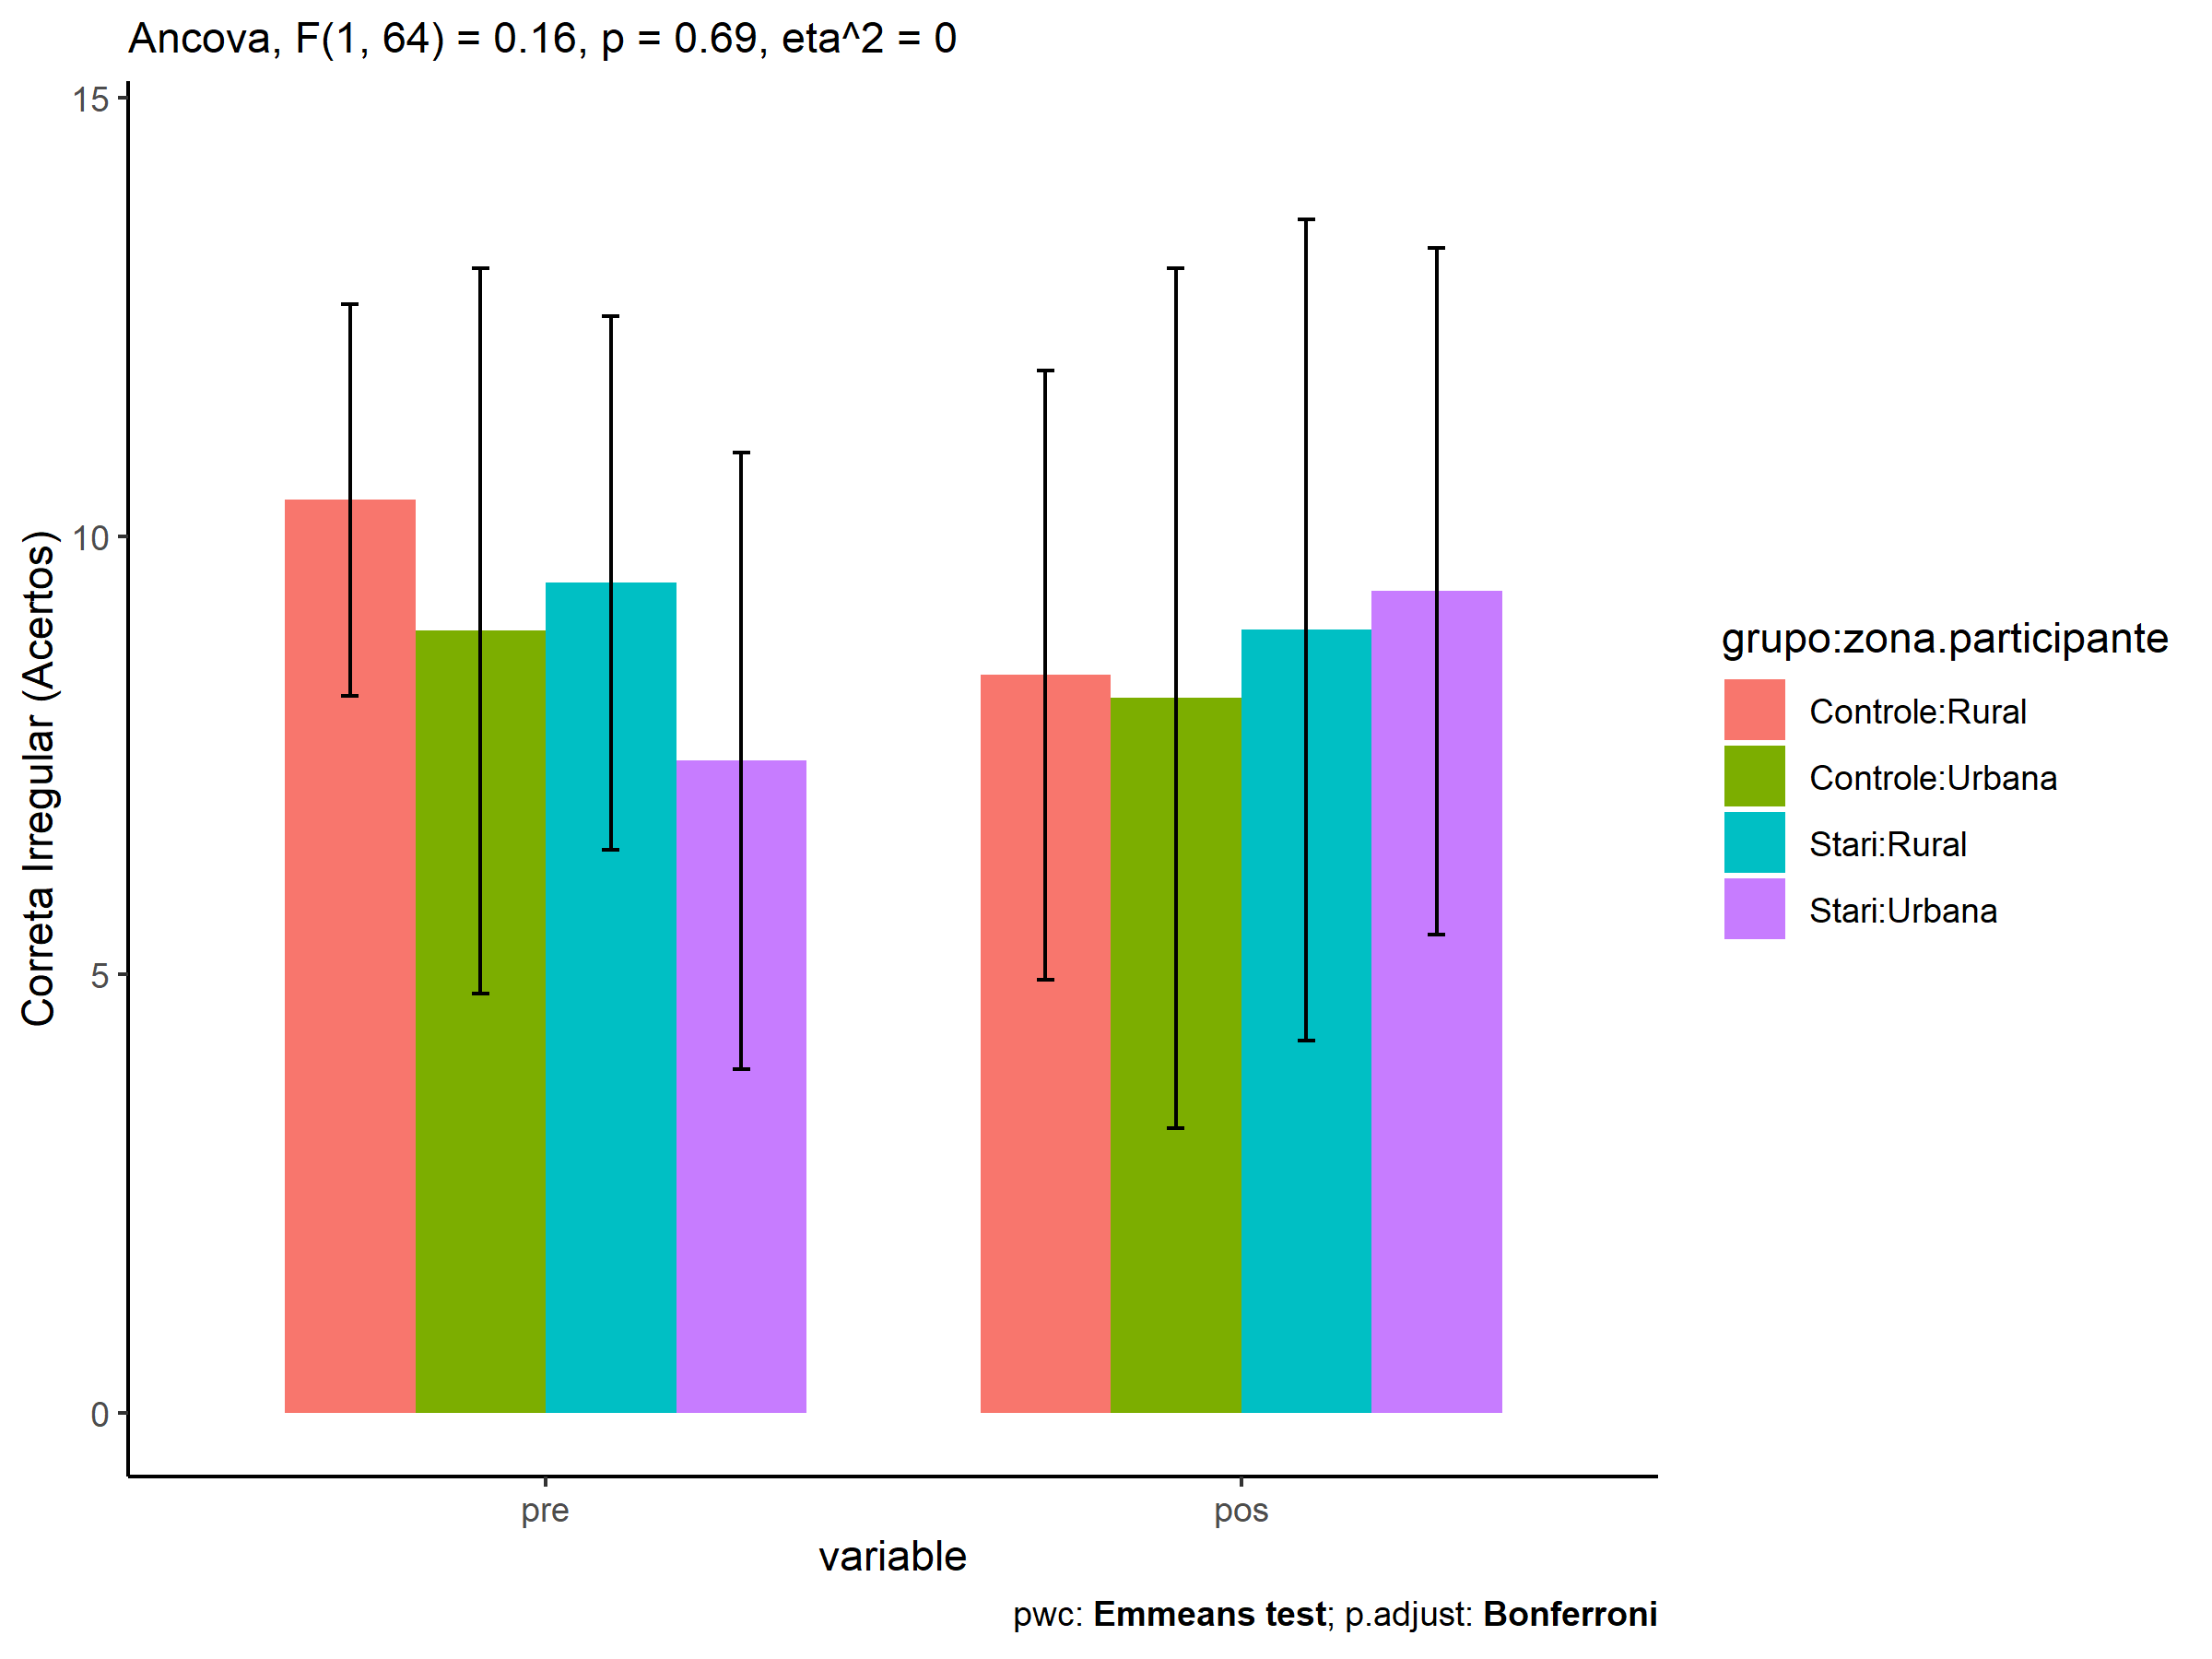 Ancova, F(1, 64) = 0.16, p = 0.69, eta^2 = 0
15
10
5
0
Correta Irregular (Acertos)
pre
pos
variable
grupo:zona.participante
Controle:Rural
Controle:Urbana
Stari:Rural
Stari:Urbana
pwc: Emmeans test; p.adjust: Bonferroni